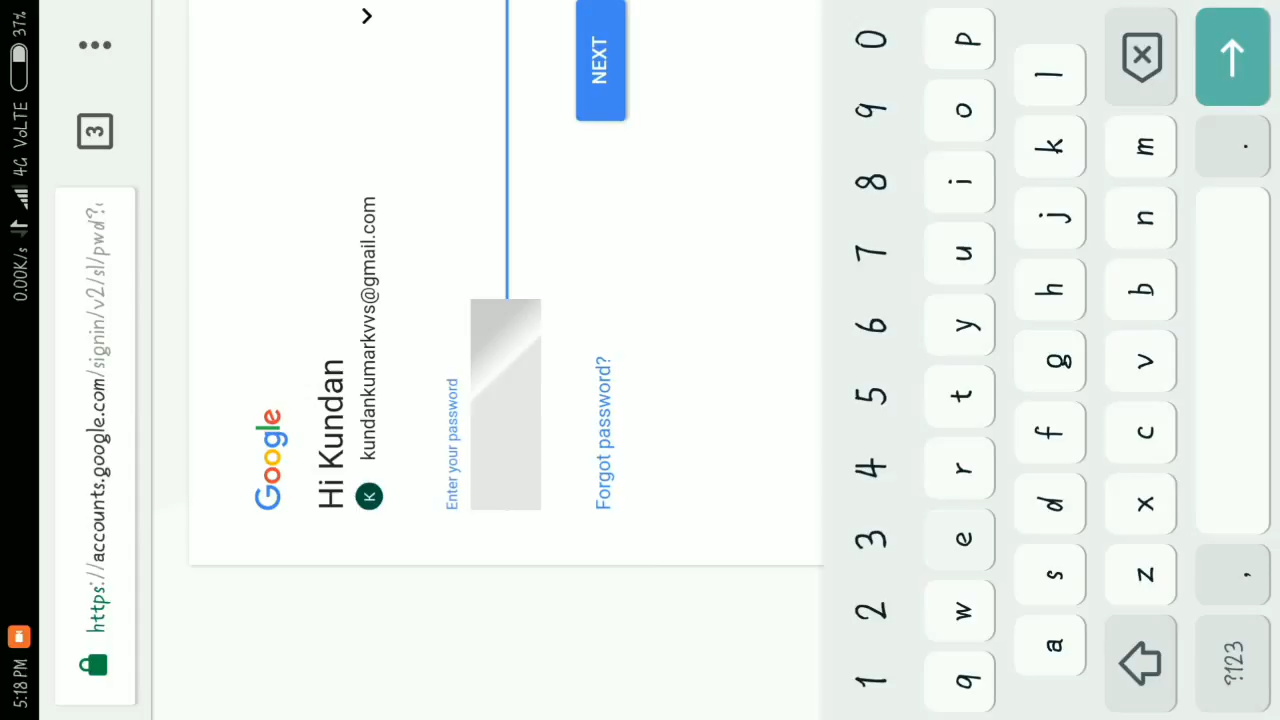 5:18 PM 0.00K/s 4G VoLTE 37%
https://accounts.google.com/signin/v2/sl/pwd?
3
Google
Hi Kundan
K kundankumarkvvs@gmail.com
Enter your password
Forgot password? NEXT
1 2 3 4 5 6 7 8 9 0
q w e r t y u i o p
a s d f g h j k l
z x c v b n m
?123 , .